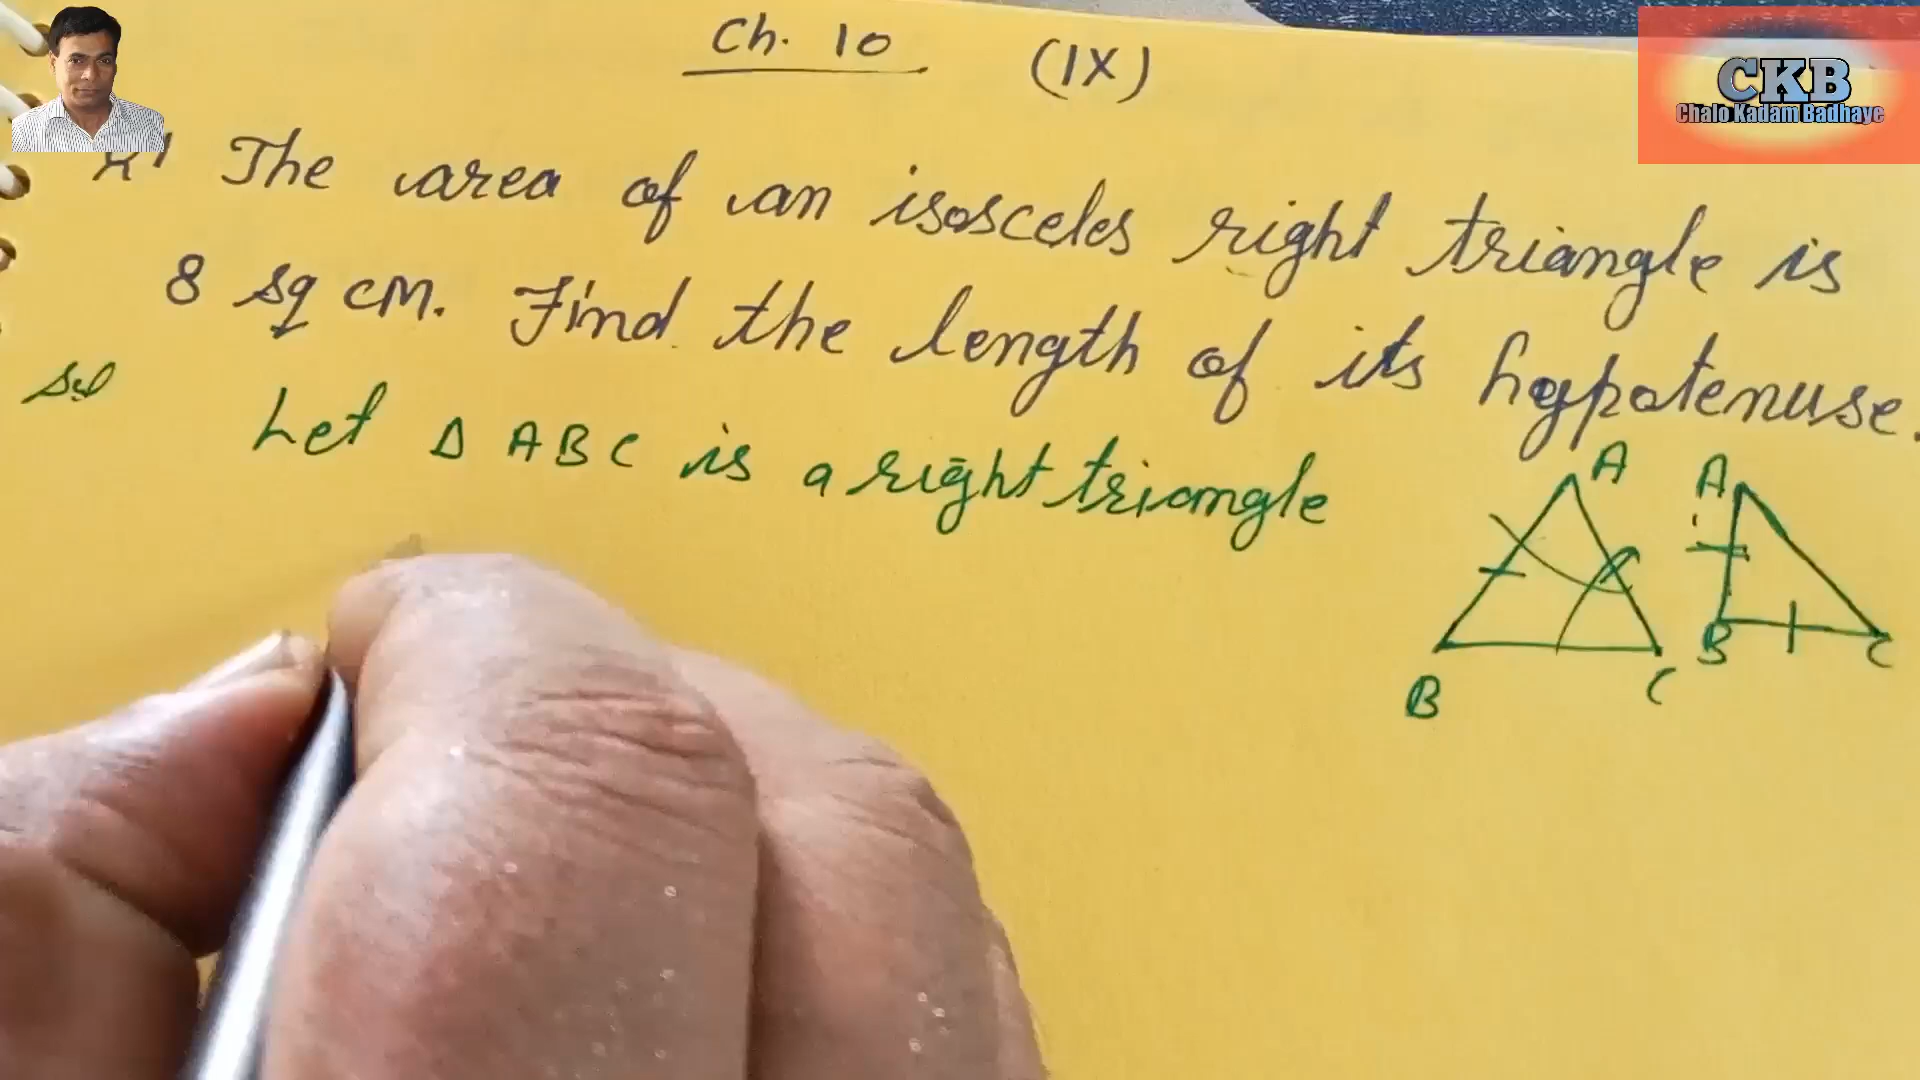 Ch. 10 (IX)
CKB
Chalo Kadam Badhaye
The area of an isosceles right triangle is
8 sq cm. Find the length of its hypotenuse.
Sol
Let Δ ABC is a right triangle
A
A
B
C
B
C